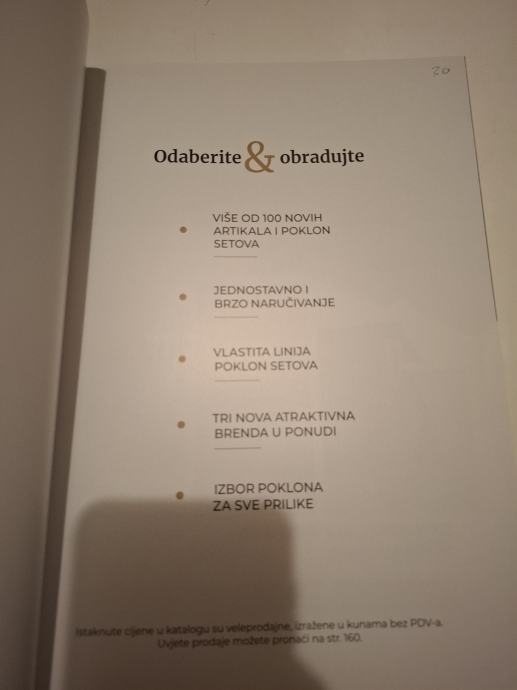 30
Odaberite & obradujte
VIŠE OD 100 NOVIH
ARTIKALA I POKLON
SETOVA
JEDNOSTAVNO I
BRZO NARUČIVANJE
VLASTITA LINIJA
POKLON SETOVA
TRI NOVA ATRAKTIVNA
BRENDA U PONUDI
IZBOR POKLONA
ZA SVE PRILIKE
Istaknute cijene u katalogu su veleprodajne, izražene u kunama bez PDV-a.
Uvjete prodaje možete pronaći na str. 160.